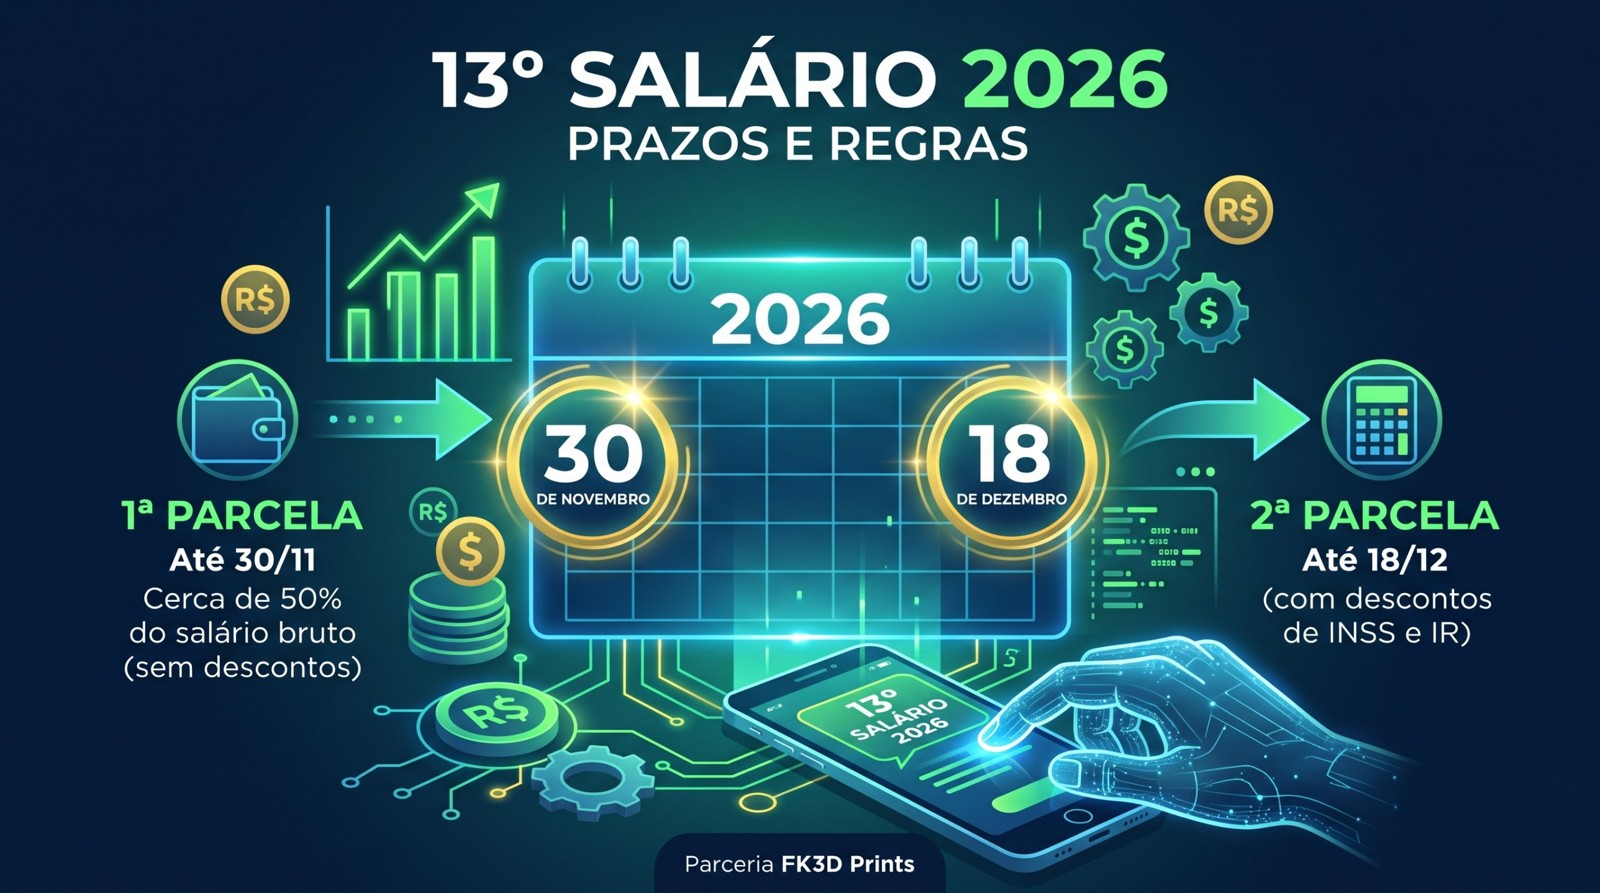 13º SALÁRIO 2026
PRAZOS E REGRAS
R$
$
R$
$
$
2026
30
DE NOVEMBRO
18
DE DEZEMBRO
1ª PARCELA
Até 30/11
Cerca de 50%
do salário bruto
(sem descontos)
R$
$
R$
2ª PARCELA
Até 18/12
(com descontos
de INSS e IR)
13º
SALÁRIO
2026
Parceria FK3D Prints